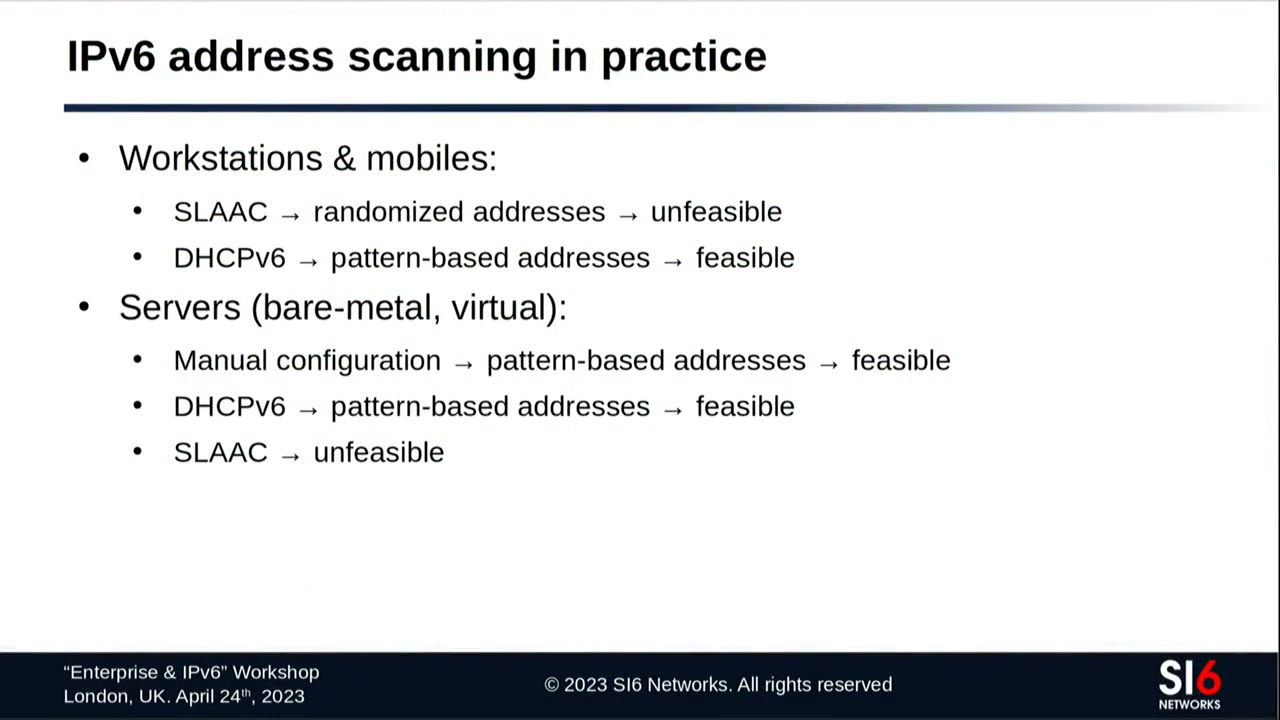 IPv6 address scanning in practice
• Workstations & mobiles:
• SLAAC → randomized addresses → unfeasible
• DHCPv6 → pattern-based addresses → feasible
• Servers (bare-metal, virtual):
• Manual configuration → pattern-based addresses → feasible
• DHCPv6 → pattern-based addresses → feasible
• SLAAC → unfeasible
“Enterprise & IPv6” Workshop
London, UK. April 24th, 2023
© 2023 SI6 Networks. All rights reserved
SI6
NETWORKS